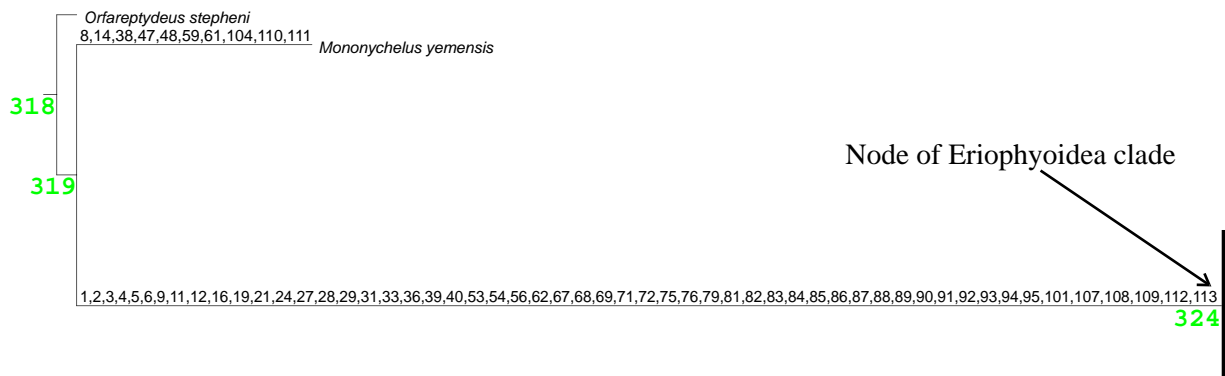 Orfareptydeus stepheni
8,14,38,47,48,59,61,104,110,111
Mononychelus yemensis
318
Node of Eriophyoidea clade
319
1,2,3,4,5,6,9,11,12,16,19,21,24,27,28,29,31,33,36,39,40,53,54,56,62,67,68,69,71,72,75,76,79,81,82,83,84,85,86,87,88,89,90,91,92,93,94,95,101,107,108,109,112,113
324